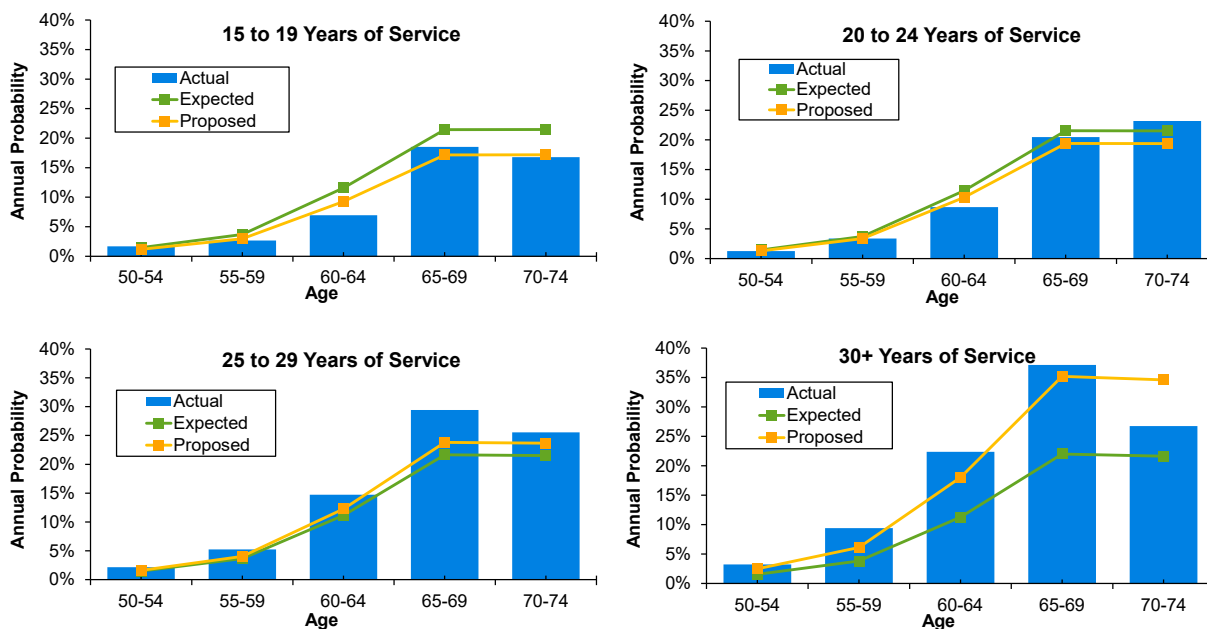 15 to 19 Years of Service
Annual Probability
40%
35%
30%
25%
20%
15%
10%
5%
0%
Actual
Expected
Proposed
50-54 55-59 60-64 65-69 70-74
Age
20 to 24 Years of Service
Annual Probability
40%
35%
30%
25%
20%
15%
10%
5%
0%
Actual
Expected
Proposed
50-54 55-59 60-64 65-69 70-74
Age
25 to 29 Years of Service
Annual Probability
40%
35%
30%
25%
20%
15%
10%
5%
0%
Actual
Expected
Proposed
50-54 55-59 60-64 65-69 70-74
Age
30+ Years of Service
Annual Probability
40%
35%
30%
25%
20%
15%
10%
5%
0%
Actual
Expected
Proposed
50-54 55-59 60-64 65-69 70-74
Age